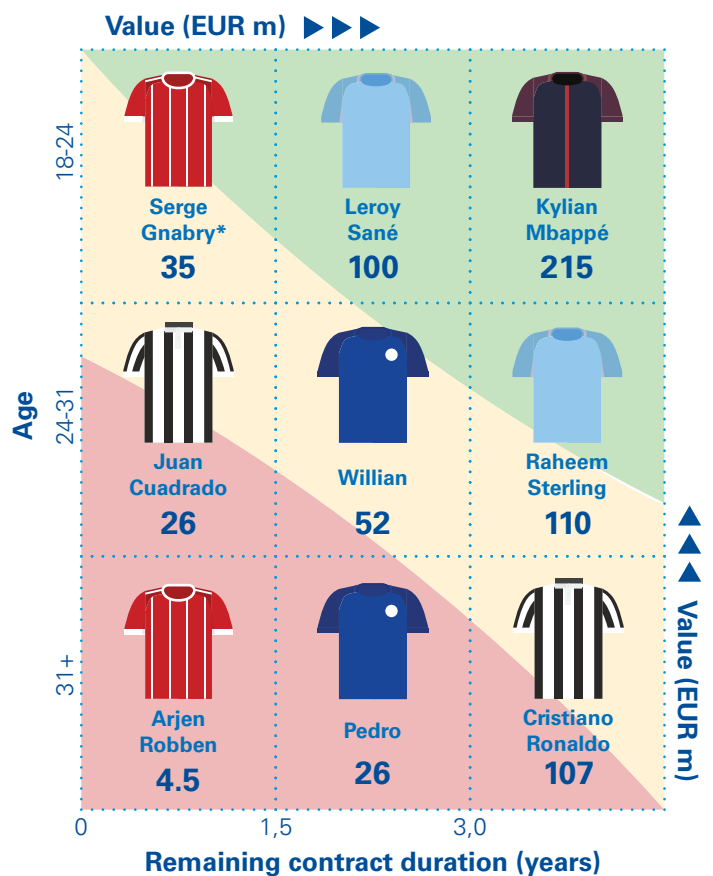 Value (EUR m)
18-24
Serge
Gnabry*
35
Leroy
Sané
100
Kylian
Mbappé
215
Age
24-31
Juan
Cuadrado
26
Willian
52
Raheem
Sterling
110
31+
Arjen
Robben
4.5
Pedro
26
Cristiano
Ronaldo
107
Value (EUR m)
0
1,5
3,0
Remaining contract duration (years)